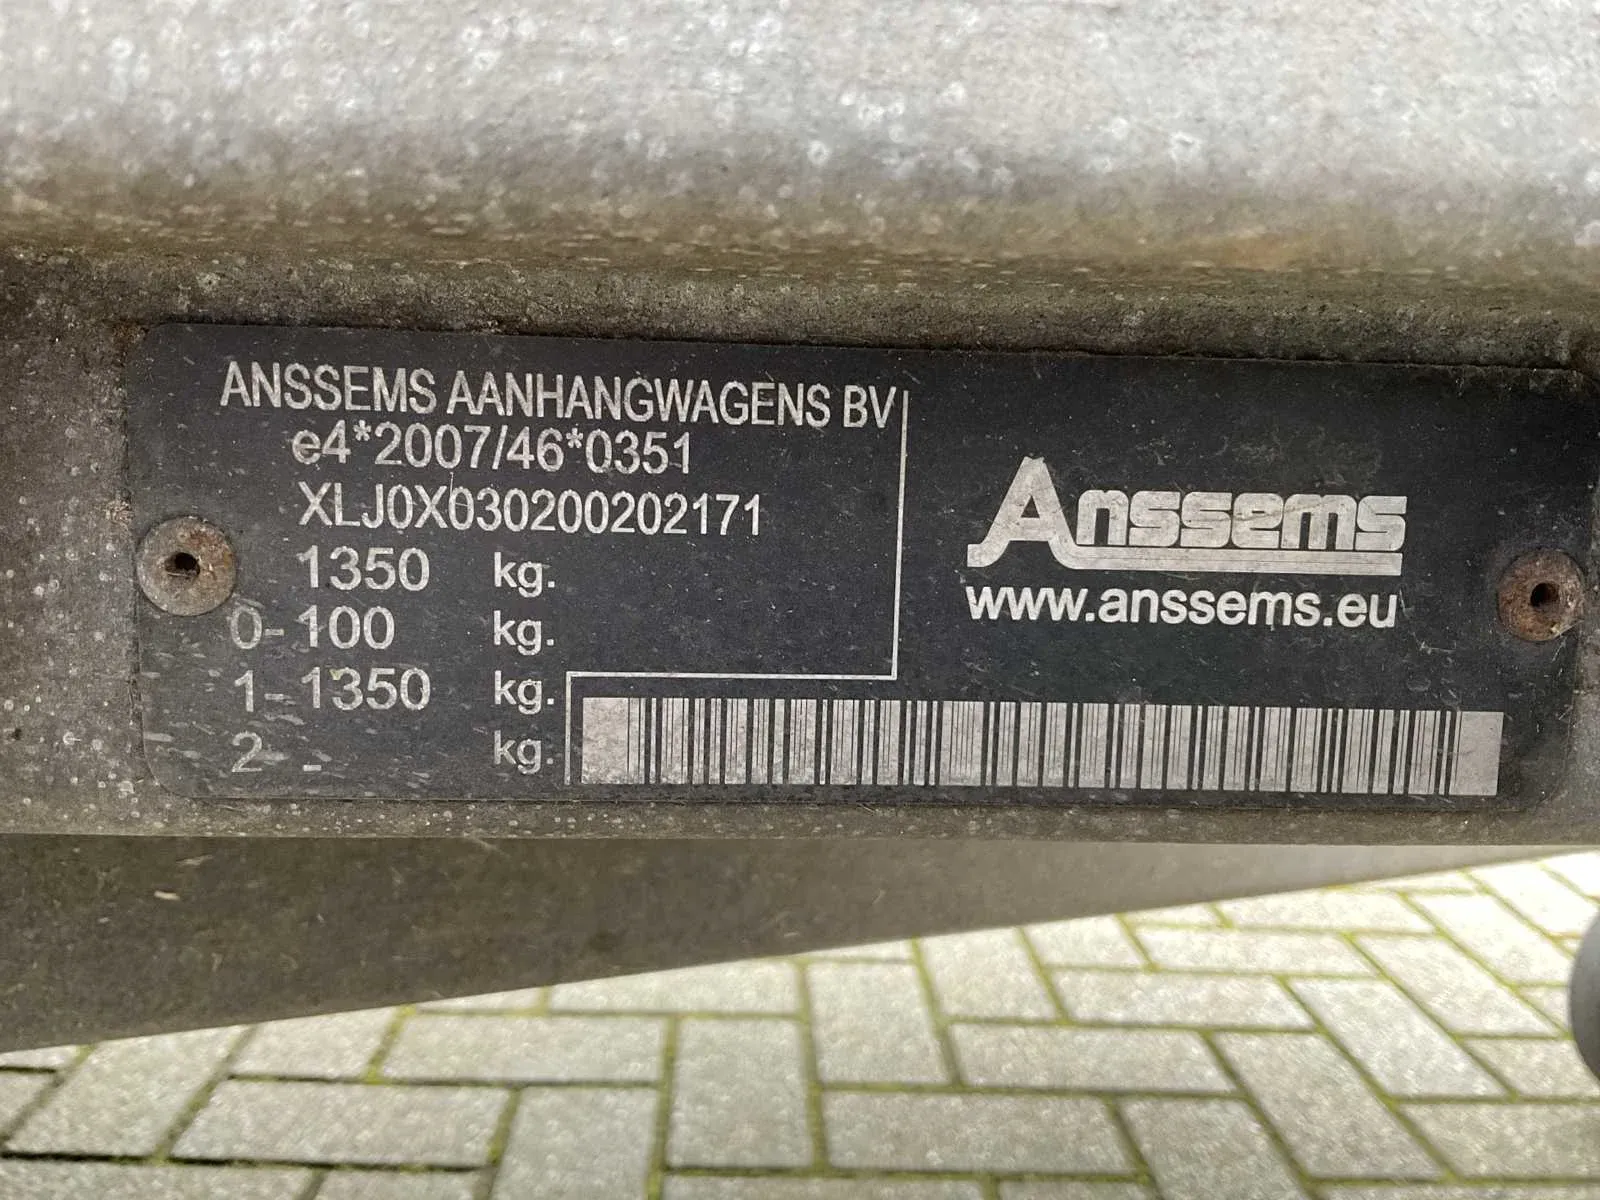 ANSSEMS AANHANGWAGENS BV
e4*2007/46*0351
XLJ0X030200202171
1350 kg.
0-100 kg.
1-1350 kg.
2- - kg.
Anssems
www.anssems.eu